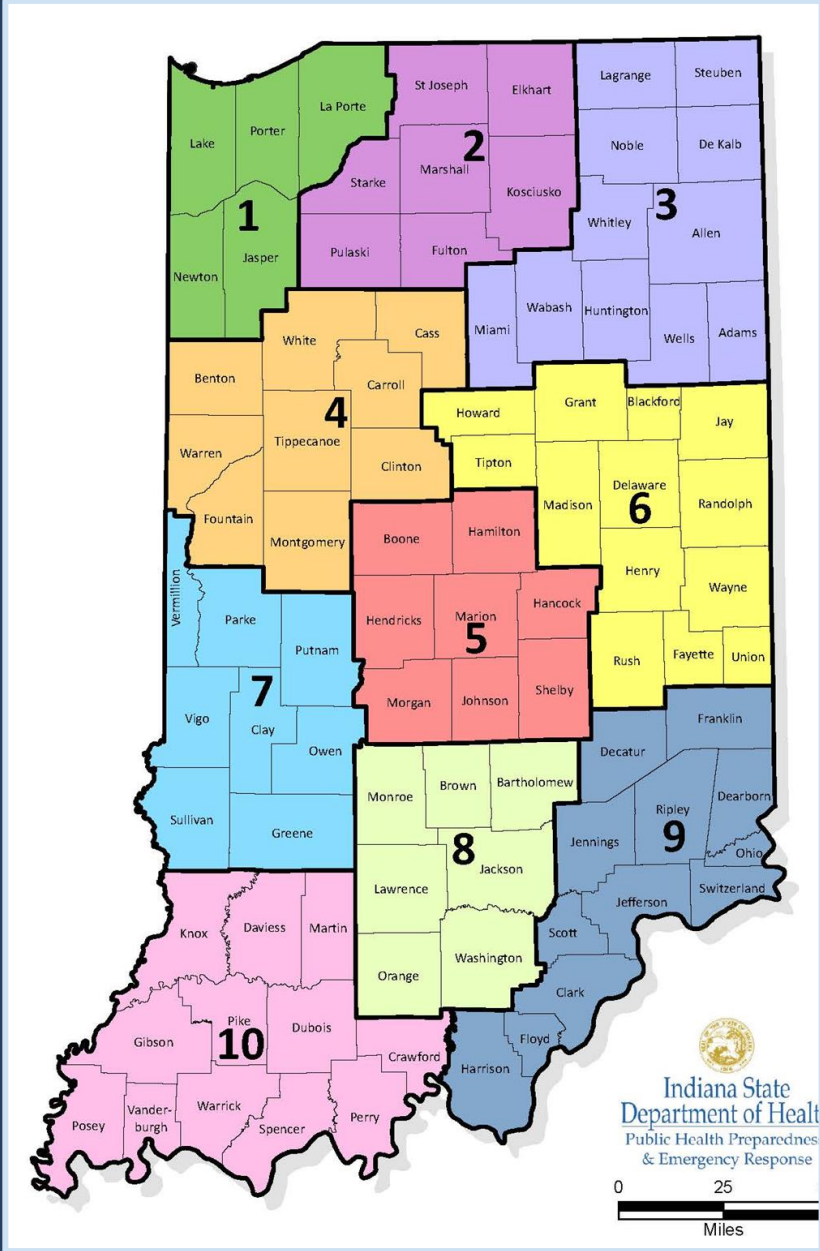 St Joseph
Elkhart
Lagrange
Steuben
La Porte
Lake
Porter
2
Noble
De Kalb
Starke
Marshall
Kosciusko
1
3
Whitley
Allen
Jasper
Pulaski
Fulton
Newton
Wabash
Huntington
Miami
Wells
Adams
White
Cass
Benton
Carroll
4
Howard
Grant
Blackford
Jay
Warren
Tippecanoe
Clinton
Tipton
Madison
Delaware
6
Randolph
Fountain
Montgomery
Boone
Hamilton
Henry
Wayne
Vermillion
Parke
Putnam
Hendricks
Marion
5
Hancock
Rush
Fayette
Union
7
Vigo
Clay
Owen
Morgan
Johnson
Shelby
Franklin
Decatur
Sullivan
Greene
Monroe
Brown
Bartholomew
Ripley
Dearborn
9
Jennings
Ohio
8
Lawrence
Jackson
Switzerland
Jefferson
Knox
Daviess
Martin
Scott
Orange
Washington
Clark
Pike
Dubois
10
Gibson
Crawford
Floyd
Harrison
Posey
Vander-
burgh
Warrick
Spencer
Perry
Indiana State
Department of Healt
Public Health Preparednes
& Emergency Response
0 25
Miles